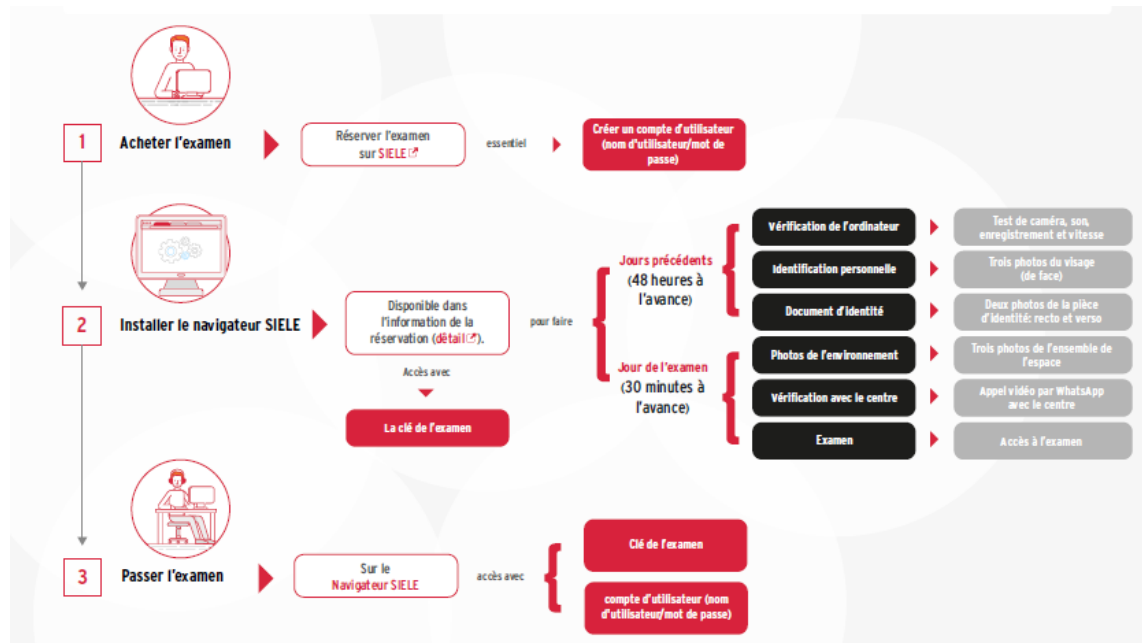 1
Acheter l'examen
Réserver l'examen
sur SIELE
essentiel
Créer un compte d'utilisateur
(nom d'utilisateur/mot de
passe)
2
Installer le navigateur SIELE
Disponible dans
l'information de la
réservation (détail).
Accès avec
La clé de l'examen
pour faire
Jours précédents
(48 heures à
l'avance)
Vérification de l'ordinateur
Test de caméra, son,
enregistrement et vitesse
Identification personnelle
Trois photos du visage
(de face)
Document d'identité
Deux photos de la pièce
d'identité: recto et verso
Jour de l'examen
(30 minutes à
l'avance)
Photos de l'environnement
Trois photos de l'ensemble de
l'espace
Vérification avec le centre
Appel vidéo par WhatsApp
avec le centre
Examen
Accès à l'examen
3
Passer l'examen
Sur le
Navigateur SIELE
accès avec
Clé de l'examen
compte d'utilisateur (nom
d'utilisateur/mot de passe)